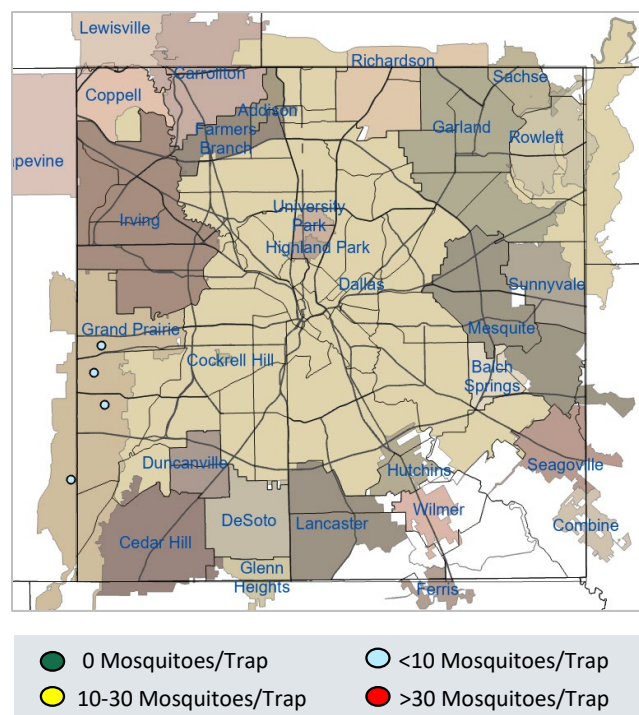 Lewisville
Richardson
Carrollton
Sachse
Coppell
Addison
Garland
Farmers
Branch
Rowlett
apevine
University
Park
Irving
Highland Park
Dallas
Sunnyvale
Grand Prairie
Mesquite
Cockrell Hill
Balch
Springs
Duncanville
Hutchins
Seagoville
Wilmer
DeSoto
Lancaster
Combine
Cedar Hill
Glenn
Heights
Ferris
0 Mosquitoes/Trap
<10 Mosquitoes/Trap
10-30 Mosquitoes/Trap
>30 Mosquitoes/Trap